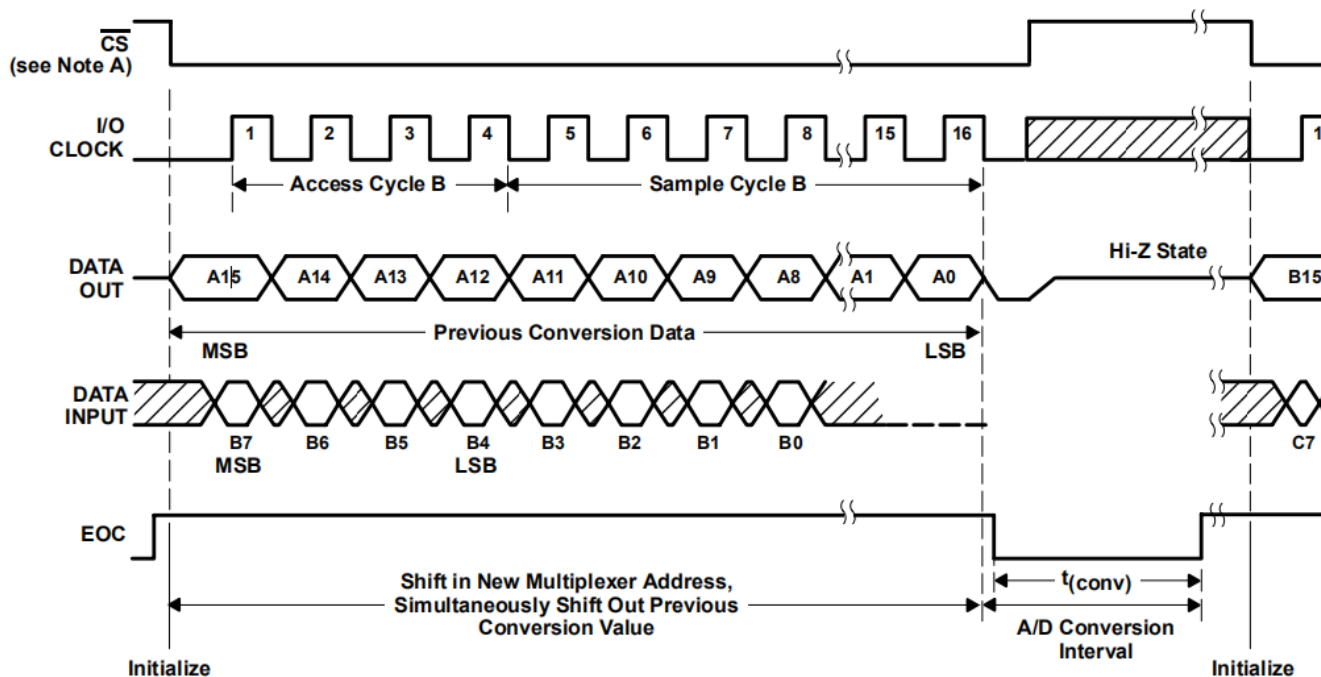 CS
(see Note A)
I/O
CLOCK
1 2 3 4 5 6 7 8 15 16 1
Access Cycle B Sample Cycle B
Hi-Z State
DATA
OUT
A15 A14 A13 A12 A11 A10 A9 A8 A1 A0 B15
Previous Conversion Data
MSB LSB
DATA
INPUT
B7 B6 B5 B4 B3 B2 B1 B0 C7
MSB LSB
EOC
Shift in New Multiplexer Address,
Simultaneously Shift Out Previous
Conversion Value
t(conv)
A/D Conversion
Interval
Initialize Initialize